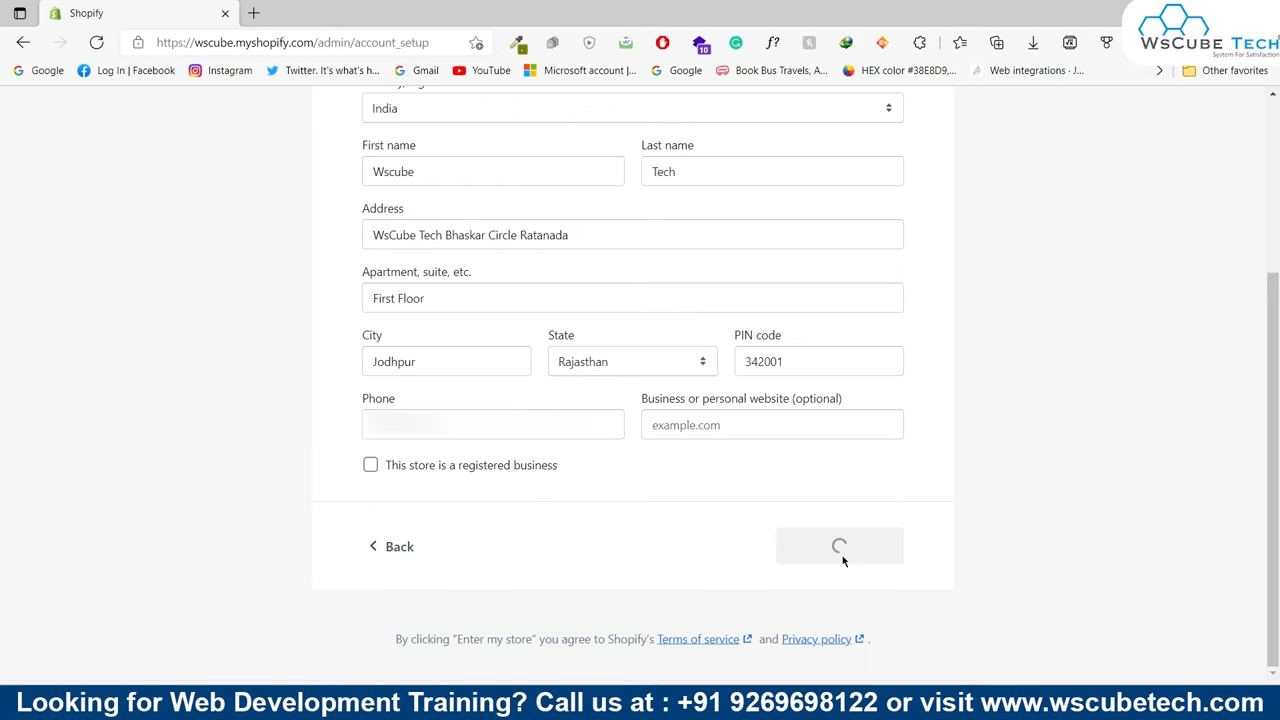 Shopify
https://wscube.myshopify.com/admin/account_setup
10
f?
WsCUBE TECH
System For Satisfaction
Google
Log In | Facebook
Instagram
Twitter. It's what's h...
Gmail
YouTube
Microsoft account |...
Google
Book Bus Travels, A...
HEX color #38E8D9,...
Web integrations · J...
Other favorites
India
First name
Last name
Wscube
Tech
Address
WsCube Tech Bhaskar Circle Ratanada
Apartment, suite, etc.
First Floor
City
State
PIN code
Jodhpur
Rajasthan
342001
Phone
Business or personal website (optional)
example.com
This store is a registered business
Back
By clicking “Enter my store” you agree to Shopify’s Terms of service and Privacy policy .
Looking for Web Development Training? Call us at : +91 9269698122 or visit www.wscubetech.com